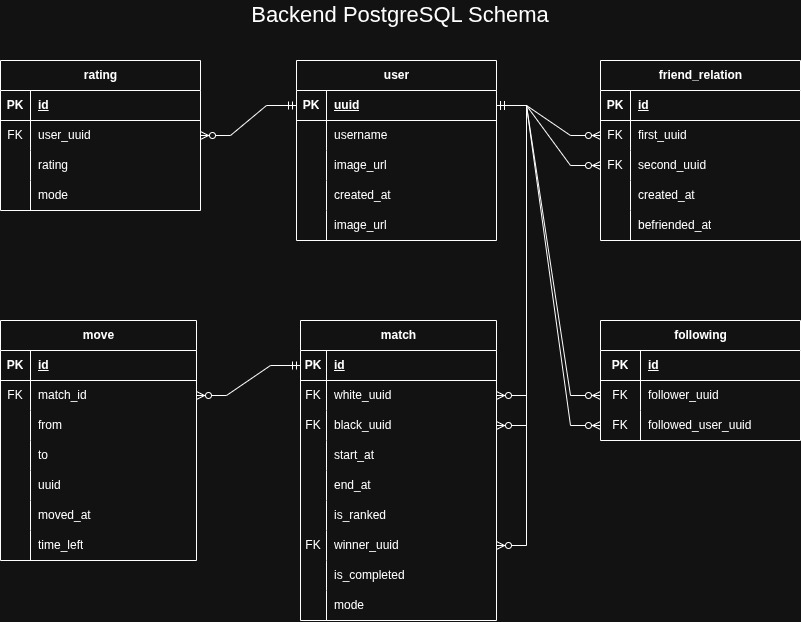 Backend PostgreSQL Schema
rating
PK id
FK user_uuid
rating
mode
user
PK uuid
username
image_url
created_at
image_url
friend_relation
PK id
FK first_uuid
FK second_uuid
created_at
befriended_at
move
PK id
FK match_id
from
to
uuid
moved_at
time_left
match
PK id
FK white_uuid
FK black_uuid
start_at
end_at
is_ranked
FK winner_uuid
is_completed
mode
following
PK id
FK follower_uuid
FK followed_user_uuid